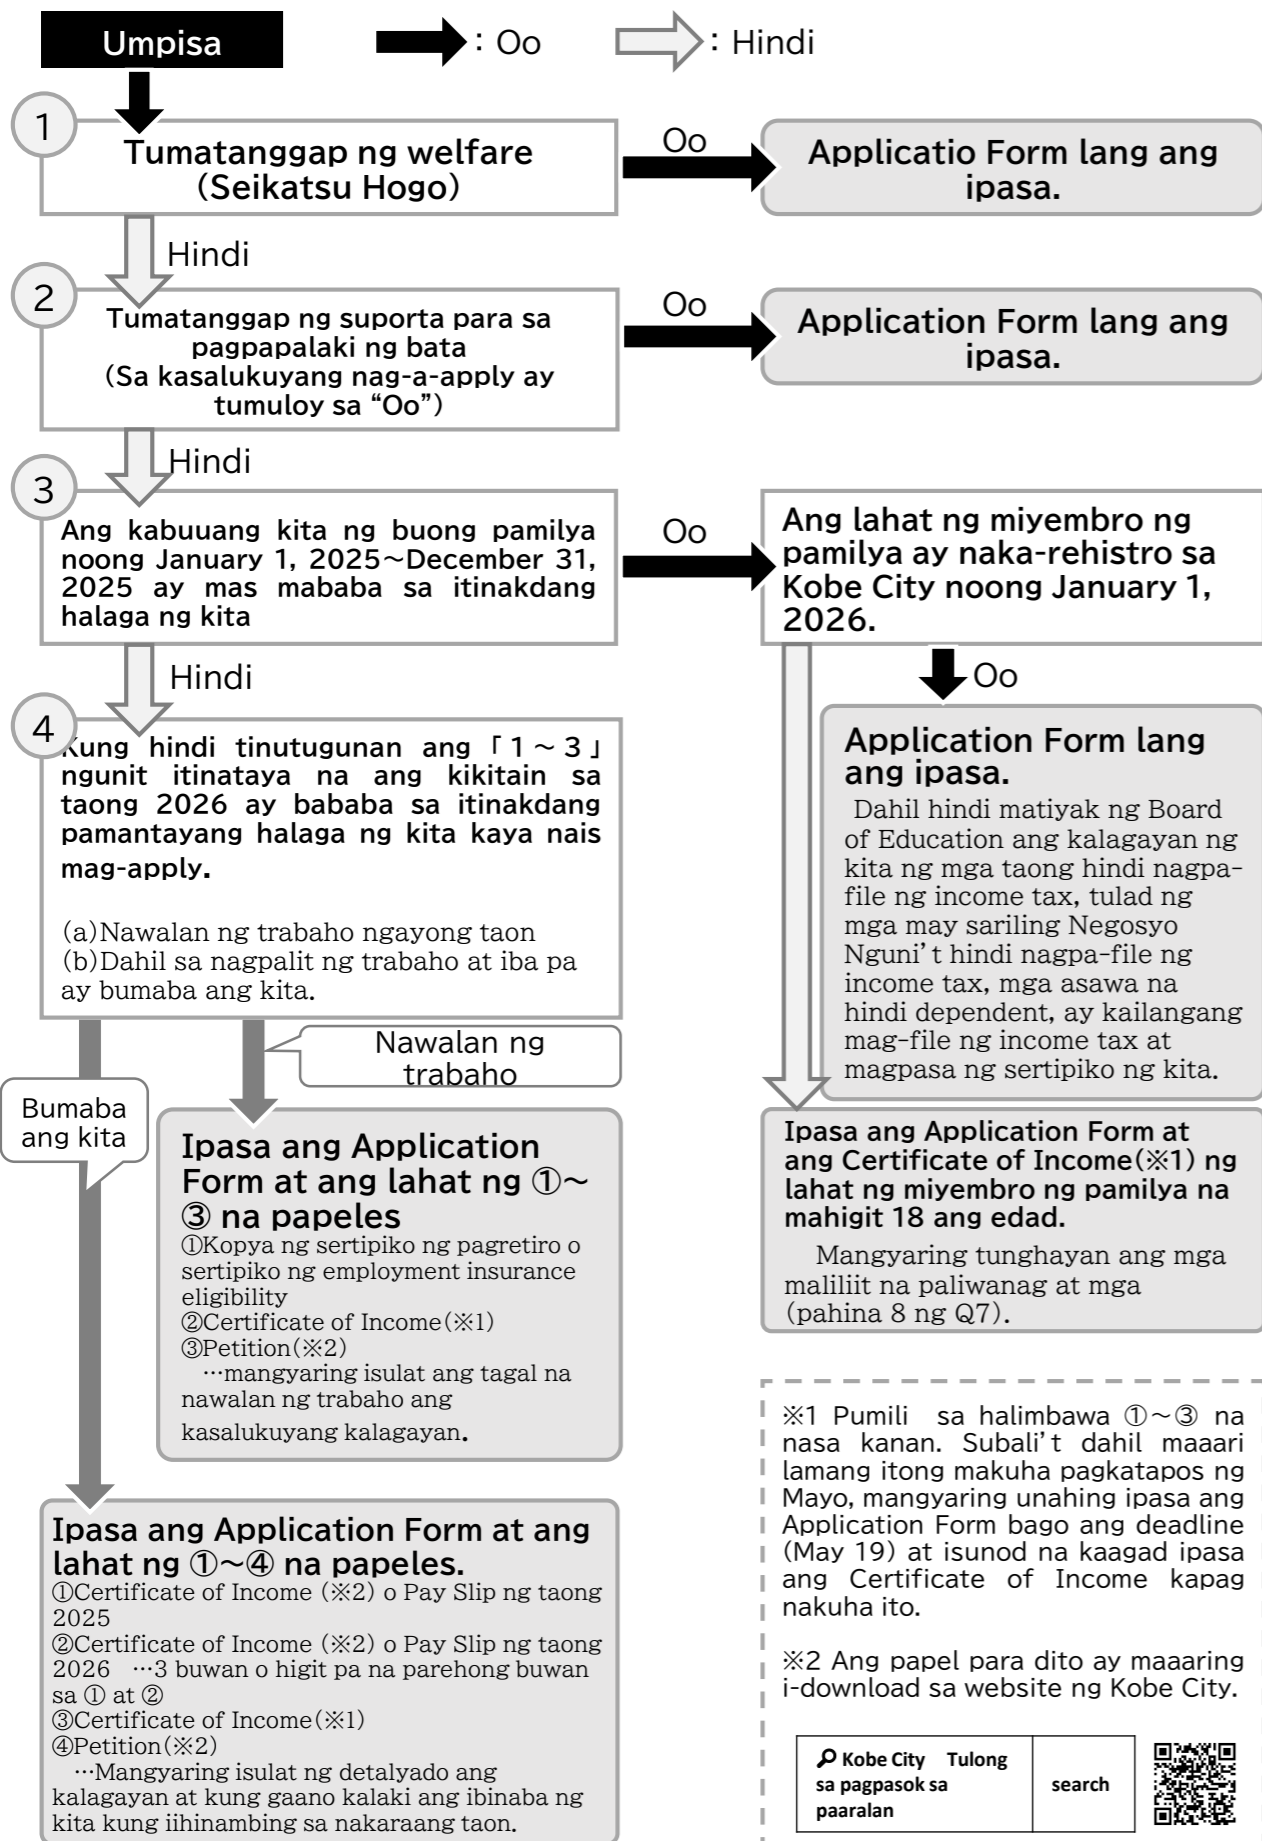 Umpisa
: Oo
: Hindi
1
Tumatanggap ng welfare
(Seikatsu Hogo)
Oo
Applicatio Form lang ang
ipasa.
Hindi
2
Tumatanggap ng suporta para sa
pagpapalaki ng bata
(Sa kasalukuyang nag-a-apply ay
tumuloy sa “Oo”)
Oo
Application Form lang ang
ipasa.
Hindi
3
Ang kabuuang kita ng buong pamilya
noong January 1, 2025~December 31,
2025 ay mas mababa sa itinakdang
halaga ng kita
Oo
Ang lahat ng miyembro ng
pamilya ay naka-rehistro sa
Kobe City noong January 1,
2026.
Hindi
Oo
4
Kung hindi tinutugunan ang「1~3」
ngunit itinataya na ang kikitain sa
taong 2026 ay bababa sa itinakdang
pamantayang halaga ng kita kaya nais
mag-apply.
(a)Nawalan ng trabaho ngayong taon
(b)Dahil sa nagpalit ng trabaho at iba pa
ay bumaba ang kita.
Application Form lang
ang ipasa.
Dahil hindi matiyak ng Board
of Education ang kalagayan ng
kita ng mga taong hindi nagpa-
file ng income tax, tulad ng
mga may sariling Negosyo
Nguni’t hindi nagpa-file ng
income tax, mga asawa na
hindi dependent, ay kailangang
mag-file ng income tax at
magpasa ng sertipiko ng kita.
Nawalan ng
trabaho
Bumaba
ang kita
Ipasa ang Application
Form at ang lahat ng ①~
③ na papeles
①Kopya ng sertipiko ng pagretiro o
sertipiko ng employment insurance
eligibility
②Certificate of Income(※1)
③Petition(※2)
…mangyaring isulat ang tagal na
nawalan ng trabaho ang
kasalukuyang kalagayan.
Ipasa ang Application Form at
ang Certificate of Income(※1) ng
lahat ng miyembro ng pamilya na
mahigit 18 ang edad.
Mangyaring tunghayan ang mga
maliliit na paliwanag at mga
(pahina 8 ng Q7).
Ipasa ang Application Form at ang
lahat ng ①~④ na papeles.
①Certificate of Income (※2) o Pay Slip ng taong
2025
②Certificate of Income (※2) o Pay Slip ng taong
2026 …3 buwan o higit pa na parehong buwan
sa ① at ②
③Certificate of Income(※1)
④Petition(※2)
…Mangyaring isulat ng detalyado ang
kalagayan at kung gaano kalaki ang ibinaba ng
kita kung iihinambing sa nakaraang taon.
※1 Pumili sa halimbawa ①~③ na
nasa kanan. Subali’t dahil maaari
lamang itong makuha pagkatapos ng
Mayo, mangyaring unahing ipasa ang
Application Form bago ang deadline
(May 19) at isunod na kaagad ipasa
ang Certificate of Income kapag
nakuha ito.
※2 Ang papel para dito ay maaaring
i-download sa website ng Kobe City.
Kobe City Tulong
sa pagpasok sa
paaralan
search